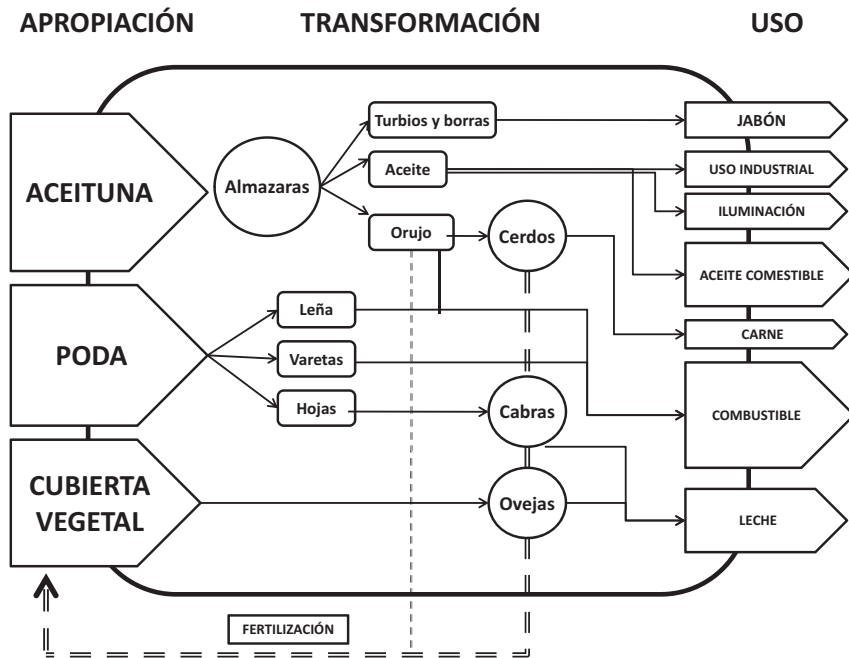 APROPIACIÓN
TRANSFORMACIÓN
USO
Turbios y borras
JABÓN
ACEITUNA
Almazaras
Aceite
USO INDUSTRIAL
ILUMINACIÓN
Orujo
Cerdos
ACEITE COMESTIBLE
Leña
CARNE
PODA
Varetas
Hojas
Cabras
COMBUSTIBLE
CUBIERTA
VEGETAL
Ovejas
LECHE
FERTILIZACIÓN